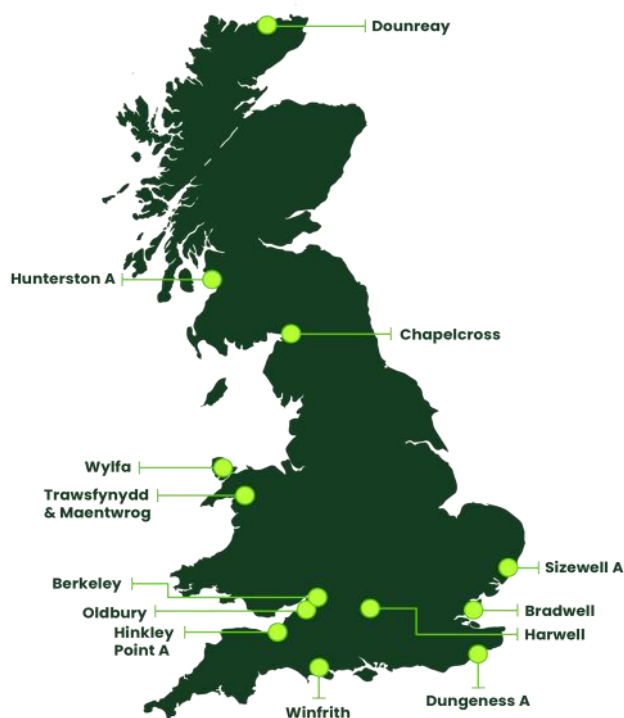 Dounreay
Hunterston A
Chapelcross
Wylfa
Trawsfynydd
& Maentwrog
Sizewell A
Berkeley
Oldbury
Bradwell
Hinkley
Point A
Harwell
Dungeness A
Winfrith